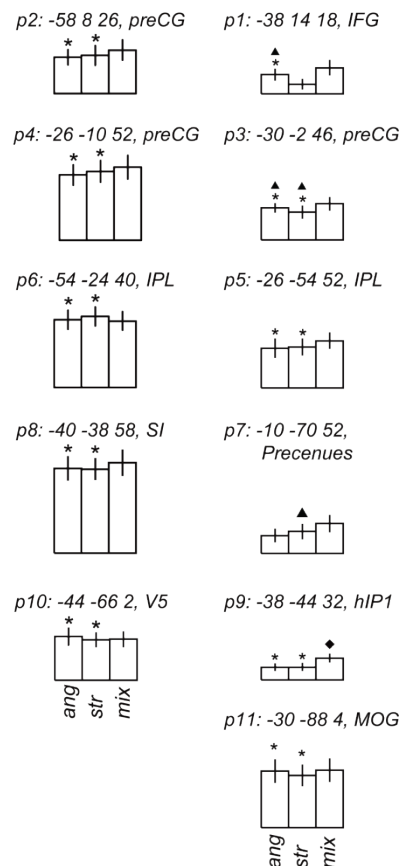 p2: -58 8 26, preCG
p1: -38 14 18, IFG
p4: -26 -10 52, preCG
p3: -30 -2 46, preCG
p6: -54 -24 40, IPL
p5: -26 -54 52, IPL
p8: -40 -38 58, SI
p7: -10 -70 52,
Precenues
p10: -44 -66 2, V5
p9: -38 -44 32, hIP1
ang
str
mix
p11: -30 -88 4, MOG
ang
str
mix